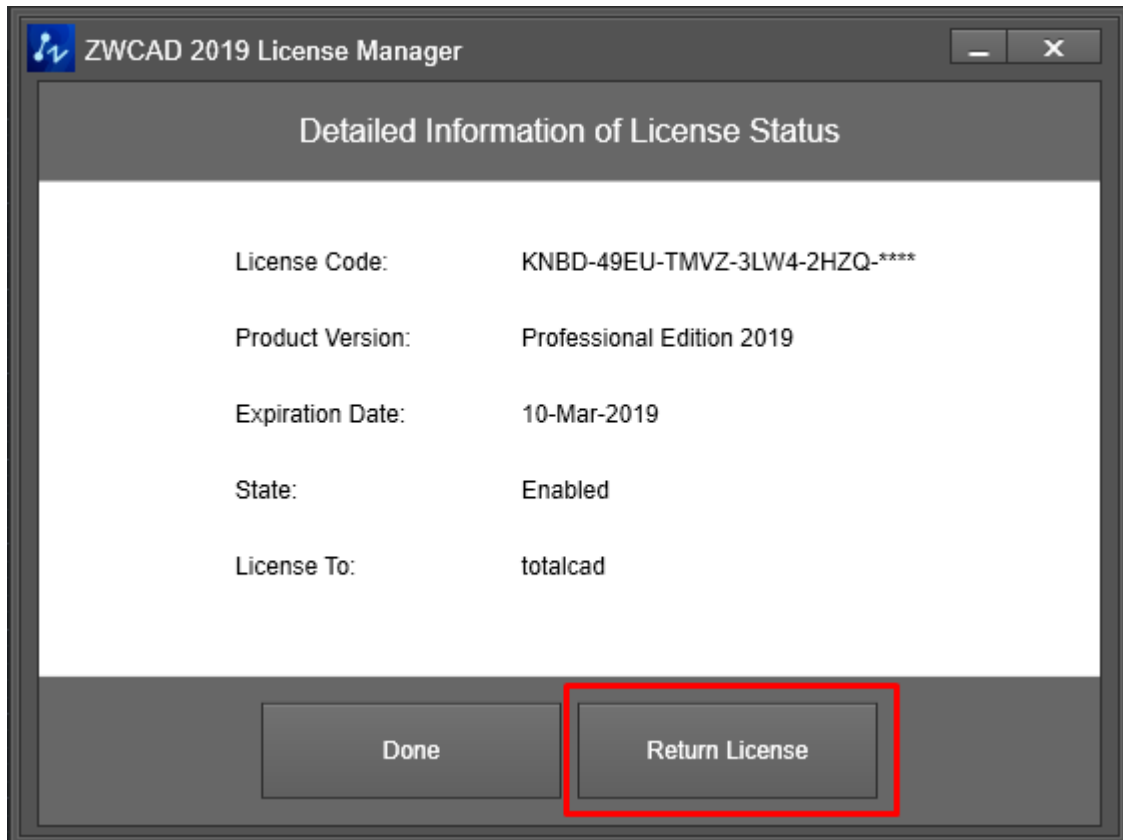 ZWCAD 2019 License Manager
Detailed Information of License Status
License Code: KNBD-49EU-TMVZ-3LW4-2HZQ-****
Product Version: Professional Edition 2019
Expiration Date: 10-Mar-2019
State: Enabled
License To: totalcad
Done Return License